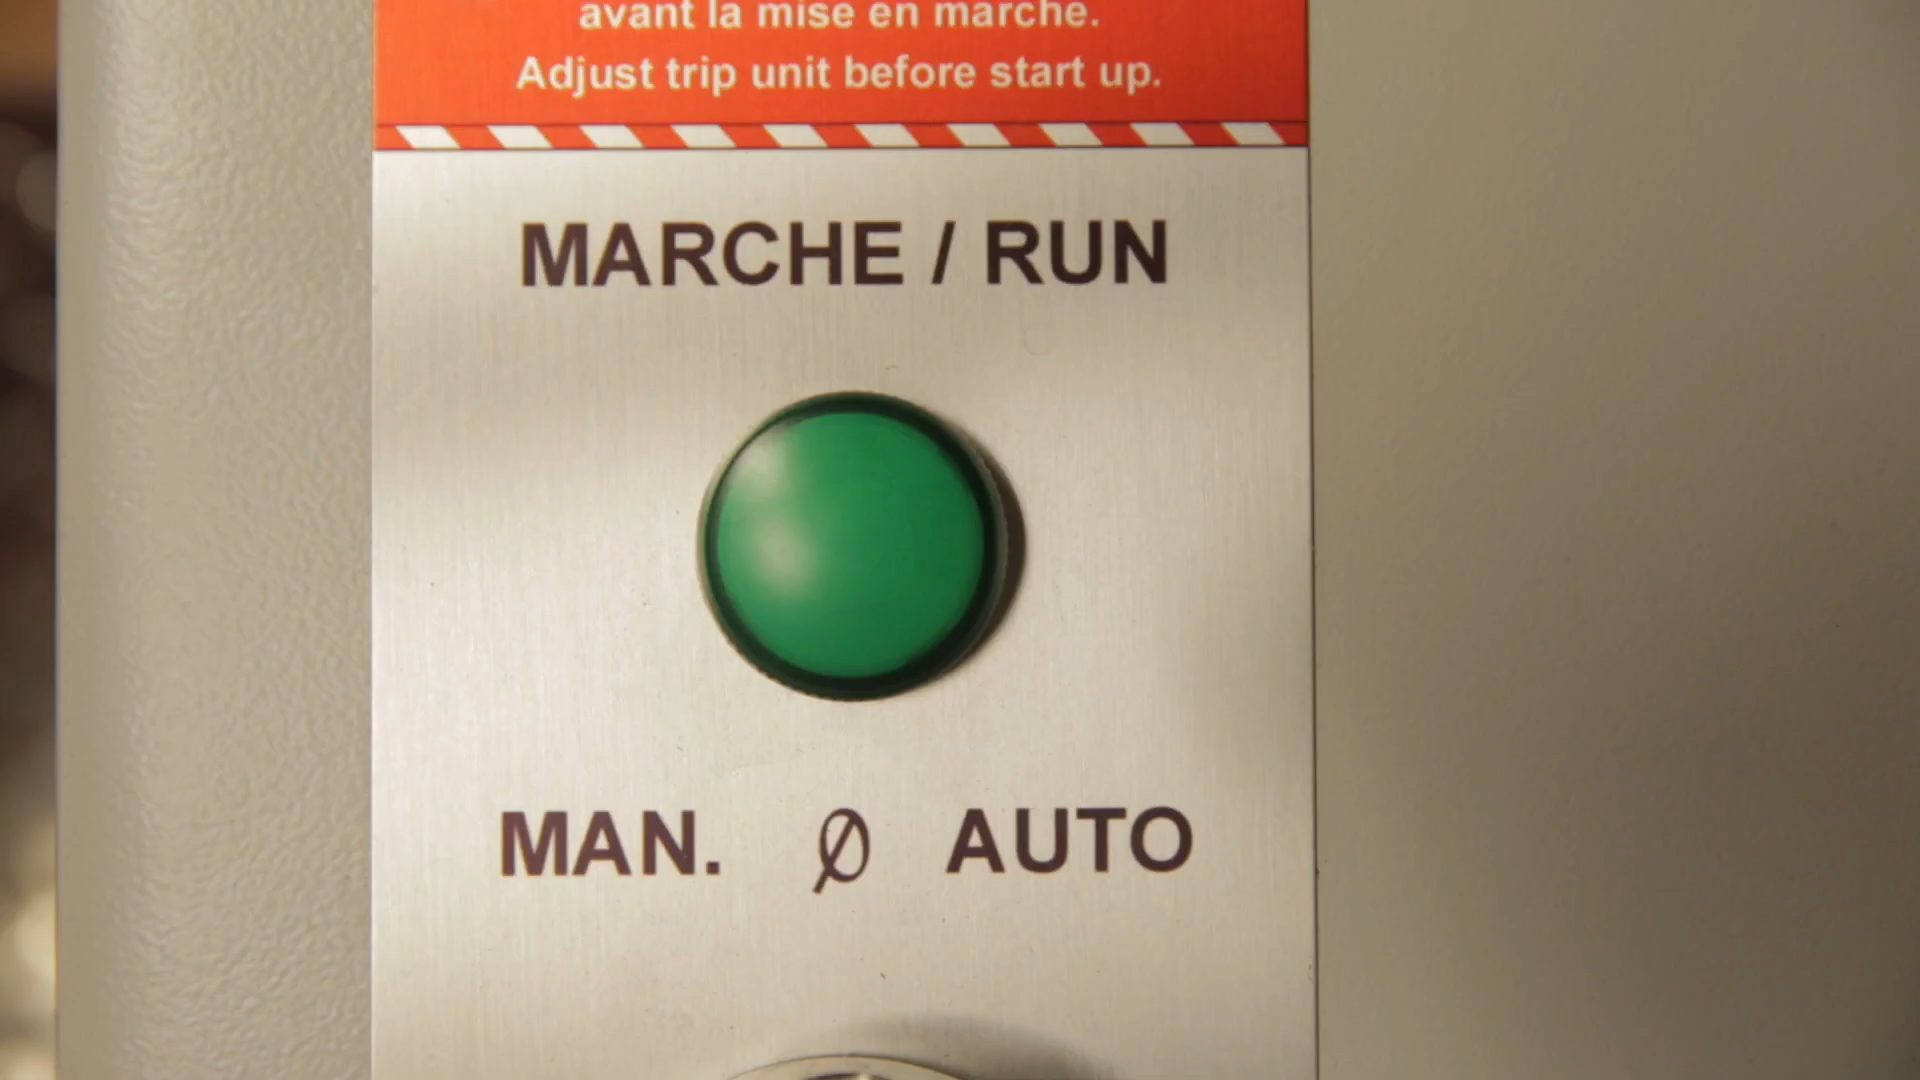 avant la mise en marche.
Adjust trip unit before start up.
MARCHE / RUN
MAN. Ø AUTO